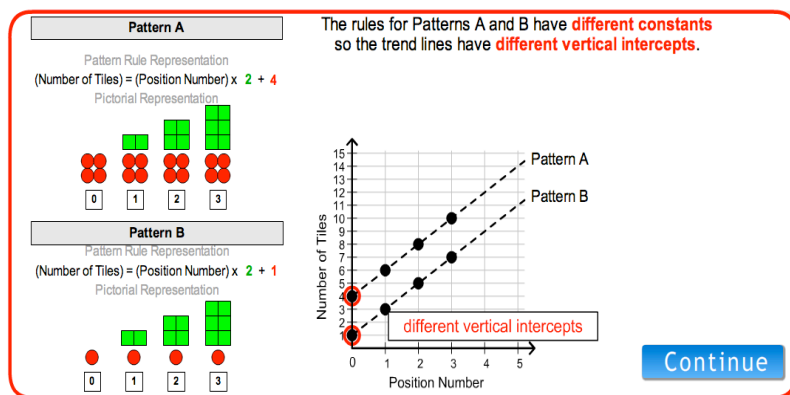 Pattern A
Pattern Rule Representation
(Number of Tiles) = (Position Number) x 2 + 4
Pictorial Representation
0 1 2 3
Pattern B
Pattern Rule Representation
(Number of Tiles) = (Position Number) x 2 + 1
Pictorial Representation
0 1 2 3
The rules for Patterns A and B have different constants
so the trend lines have different vertical intercepts.
Number of Tiles
15
14
13
12
11
10
9
8
7
6
5
4
3
2
1
Pattern A
Pattern B
different vertical intercepts
0 1 2 3 4 5
Position Number
Continue